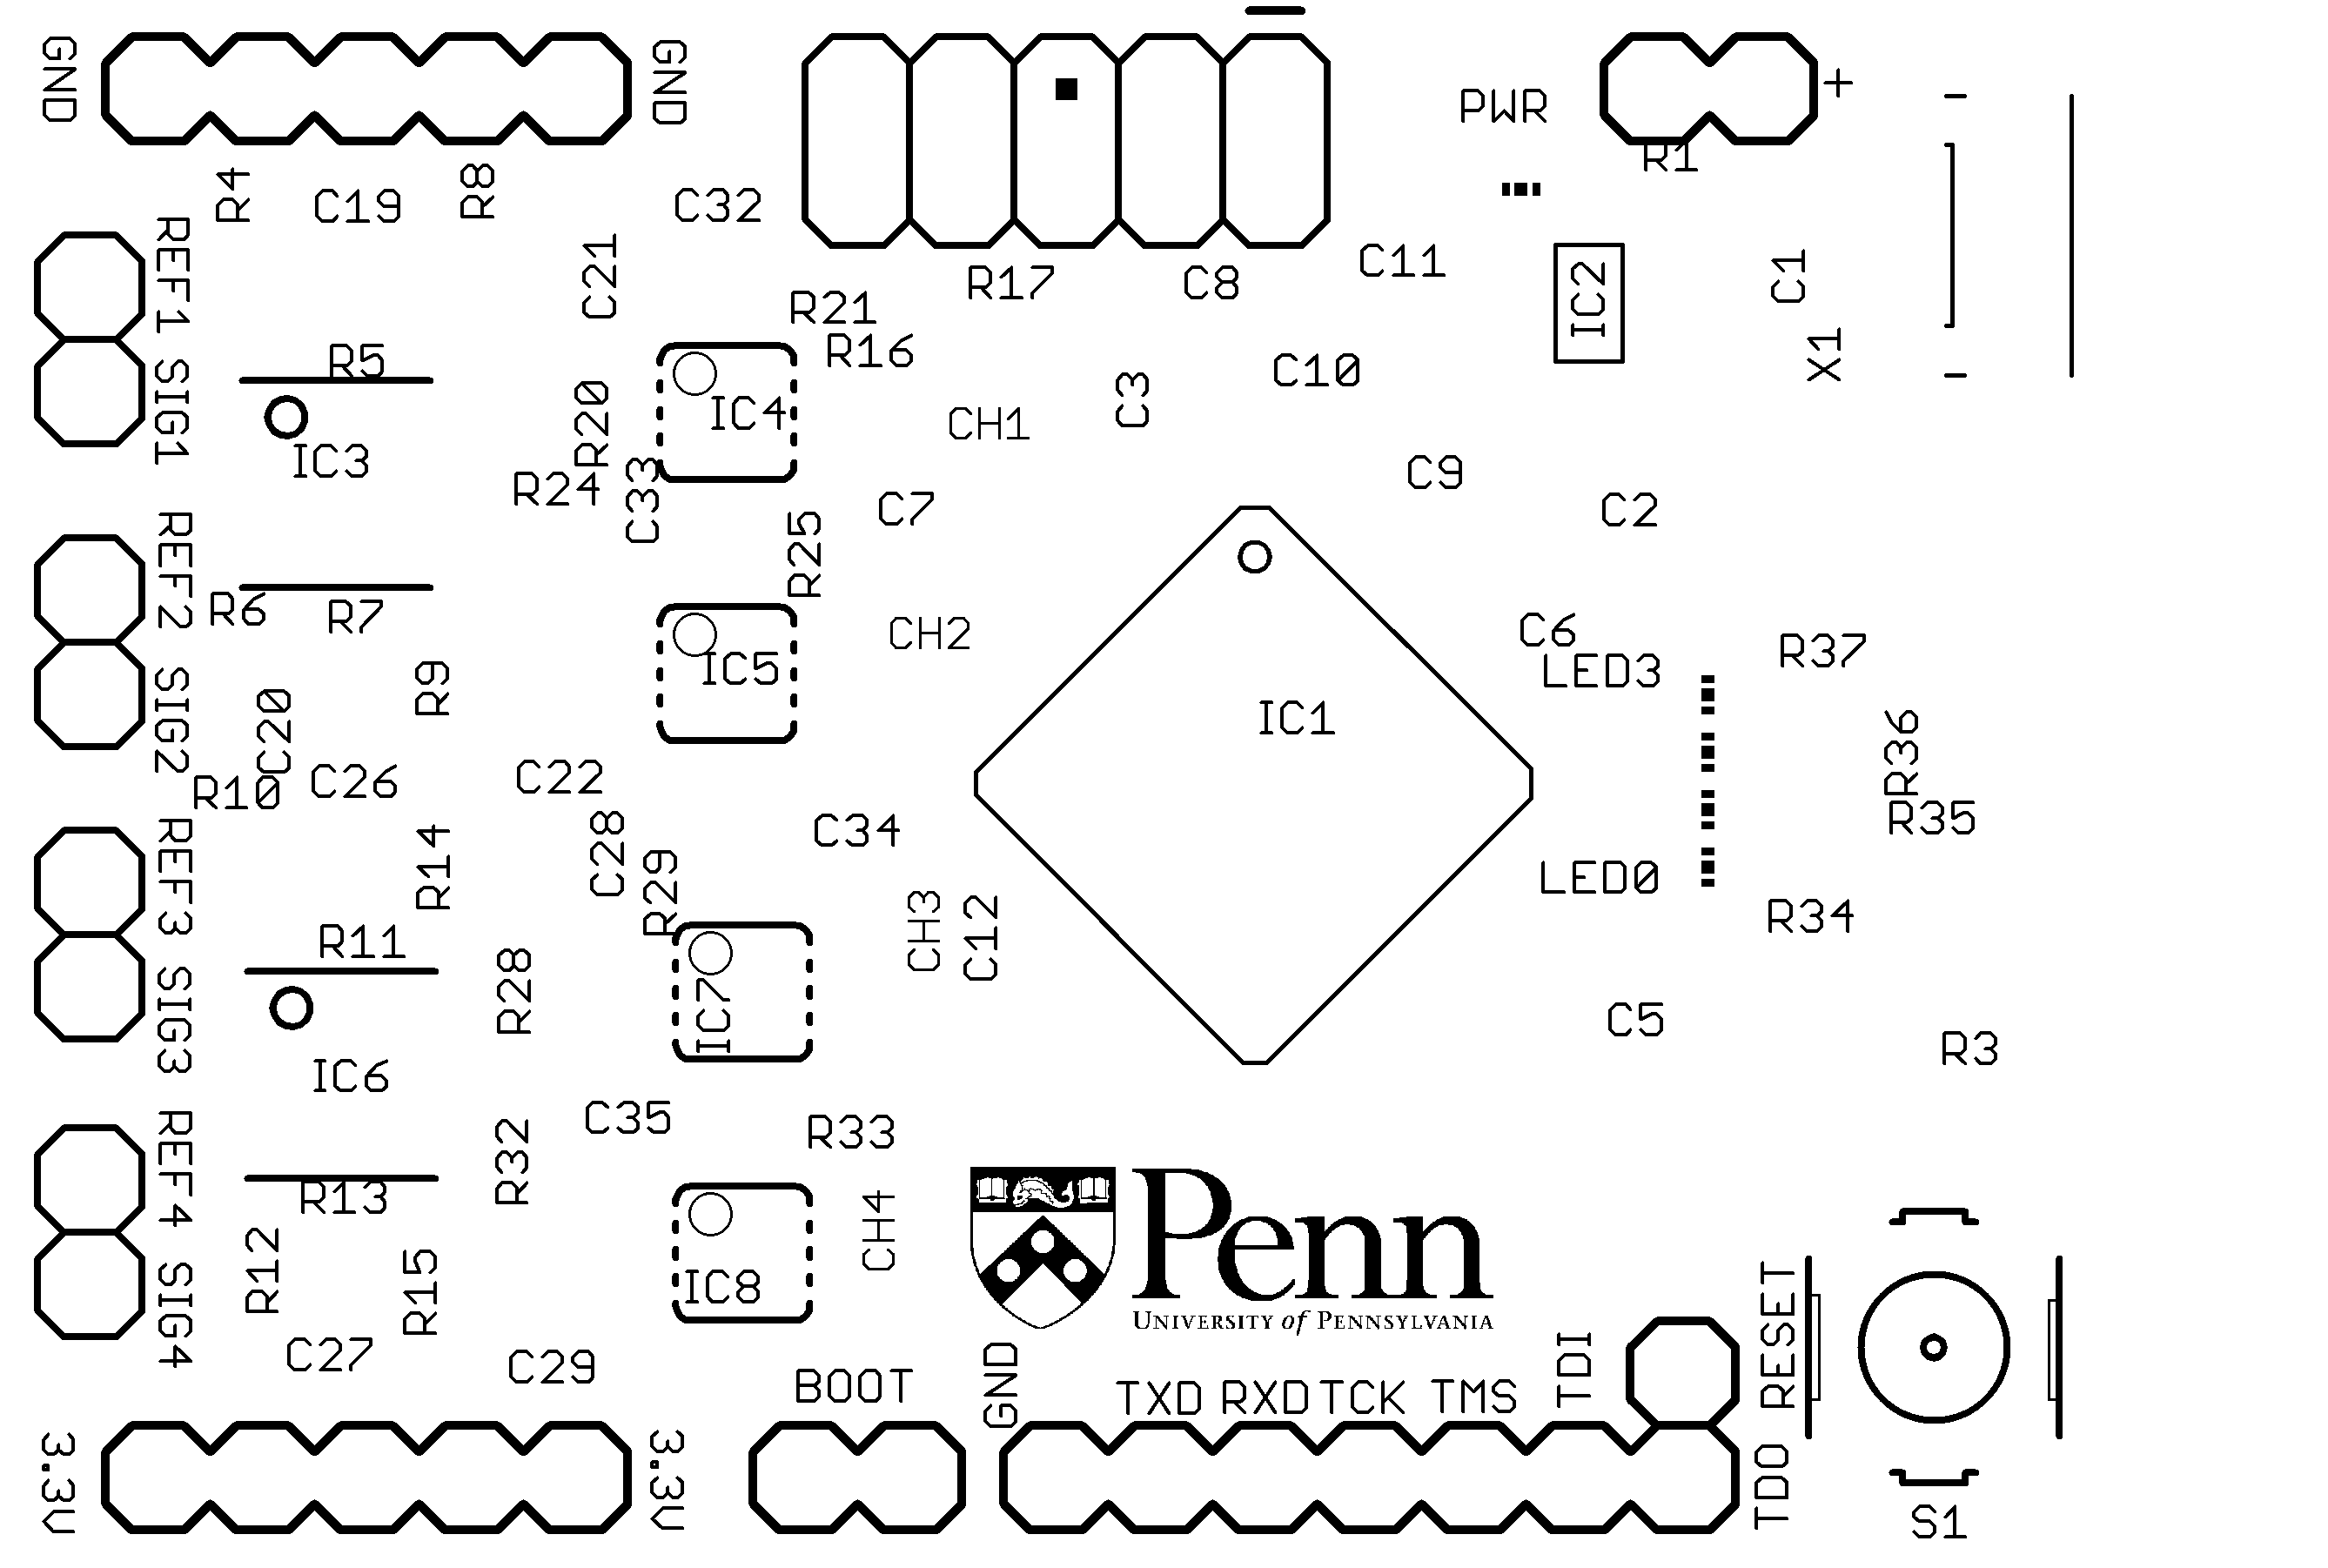 GND
GND
PWR
+
R1
R4
C19
R8
C32
REF1
C21
R17
C8
C11
IC2
C1
R21
R16
X1
R5
SIG1
R20
IC4
CH1
C3
C10
IC3
R24
C33
C7
C9
C2
REF2
R25
R6
R7
CH2
C6
R37
IC5
LED3
SIG2
R9
C20
IC1
R36
R10
C26
C22
R35
REF3
R14
C28
C34
R29
LED0
R34
R11
CH3
C12
SIG3
R28
IC7
C5
R3
IC6
REF4
R32
C35
R33
R13
CH4
Penn
UNIVERSITY of PENNSYLVANIA
R12
R15
SIG4
IC8
RESET
C27
C29
BOOT
GND
TXD
RXD
TCK
TMS
TDI
3.3V
3.3V
TDO
S1